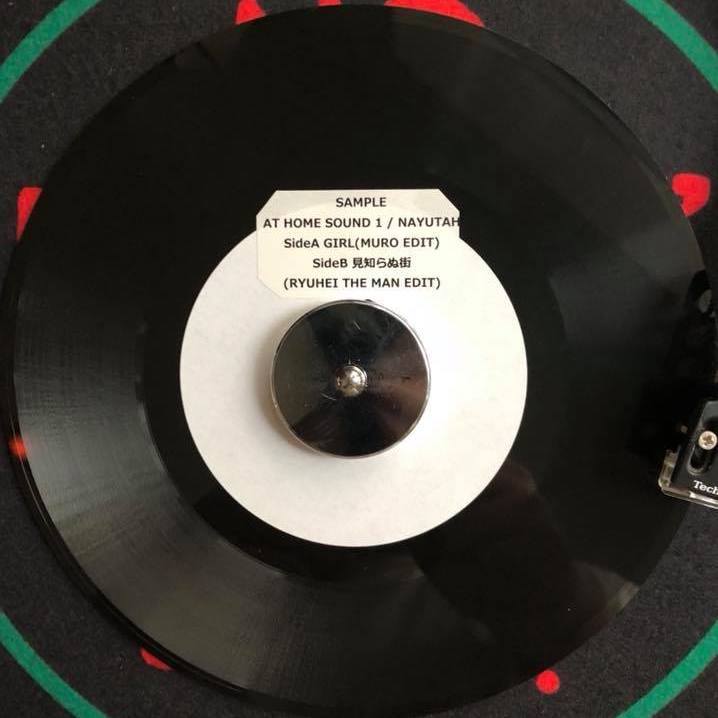 SAMPLE
AT HOME SOUND 1 / NAYUTAH
SideA GIRL(MURO EDIT)
SideB 見知らぬ街
(RYUHEI THE MAN EDIT)
Tech